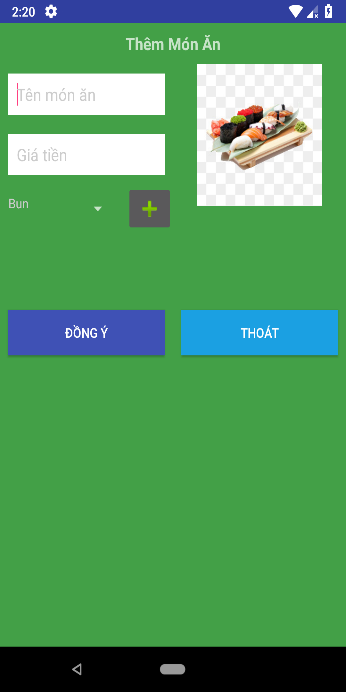 2:20
Thêm Món Ăn
Tên món ăn
Giá tiền
Bun
ĐỒNG Ý
THOÁT